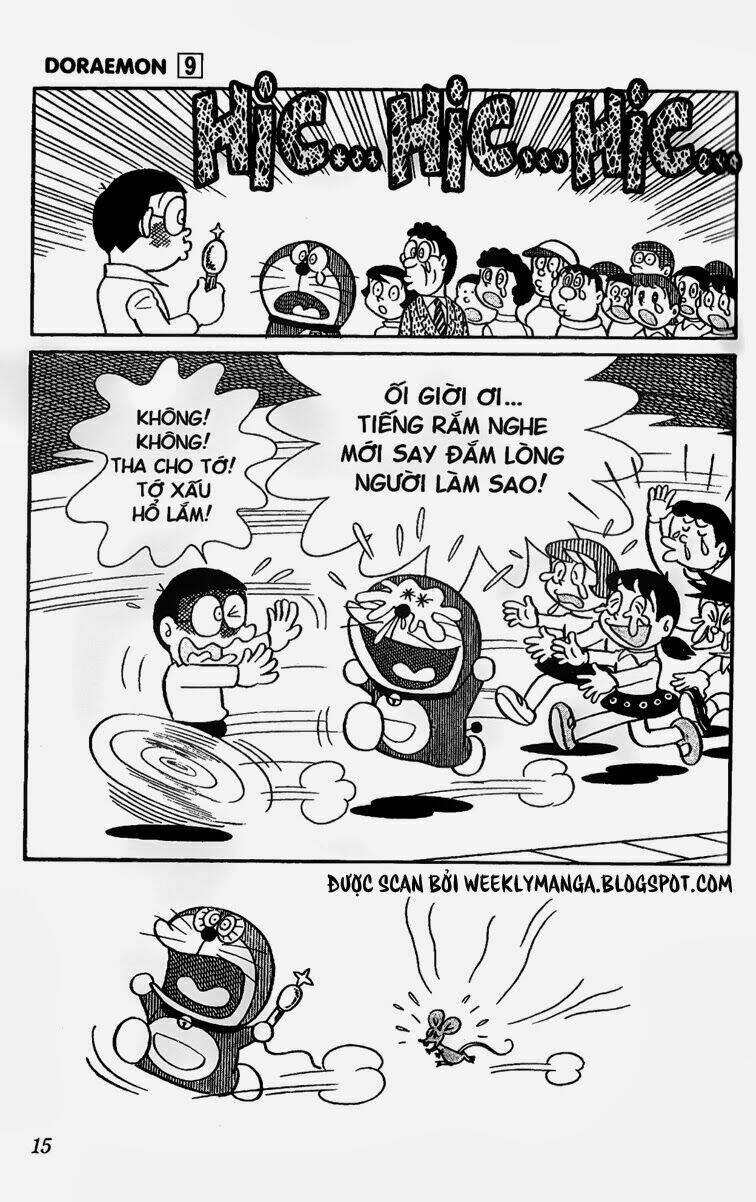 DORAEMON 9
HiC... HiC... HiC...
KHÔNG!
KHÔNG!
THA CHO TỚ!
TỚ XẤU
HỔ LẮM!
ỐI GIỜI ƠI...
TIẾNG RẮM NGHE
MỚI SAY ĐẮM LÒNG
NGƯỜI LÀM SAO!
ĐƯỢC SCAN BỞI WEEKLYMANGA.BLOGSPOT.COM
15